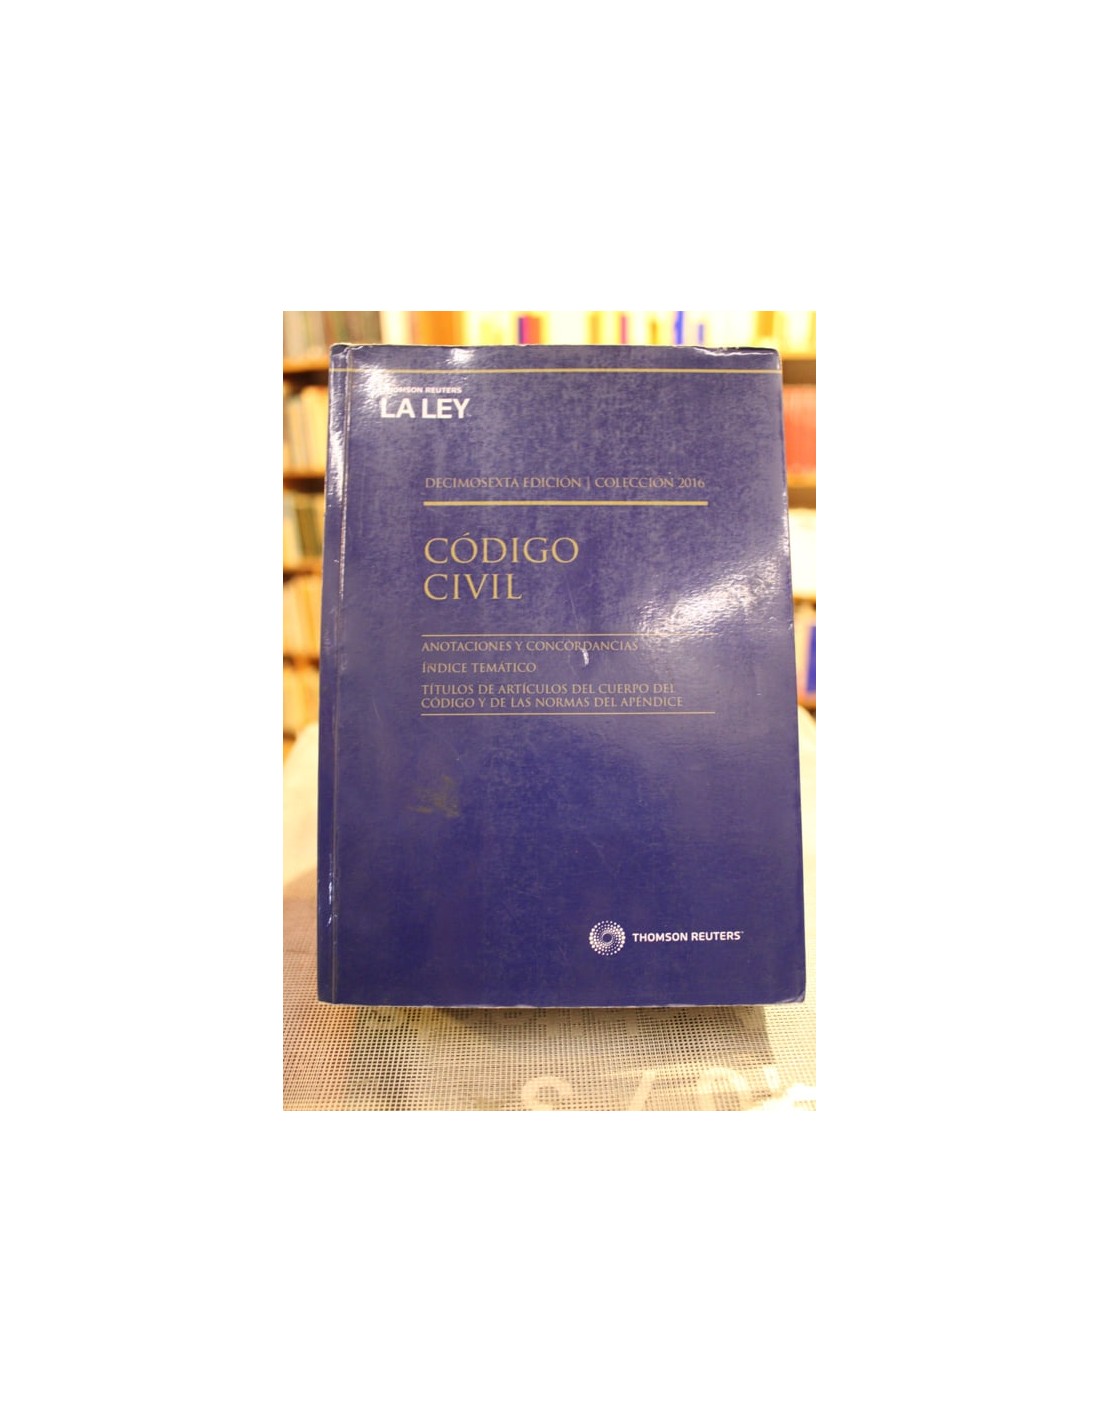 THOMSON REUTERS
LA LEY
DECIMOSEXTA EDICIÓN | COLECCIÓN 2016
CÓDIGO
CIVIL
ANOTACIONES Y CONCORDANCIAS
ÍNDICE TEMÁTICO
TÍTULOS DE ARTÍCULOS DEL CUERPO DEL
CÓDIGO Y DE LAS NORMAS DEL APÉNDICE
THOMSON REUTERS™